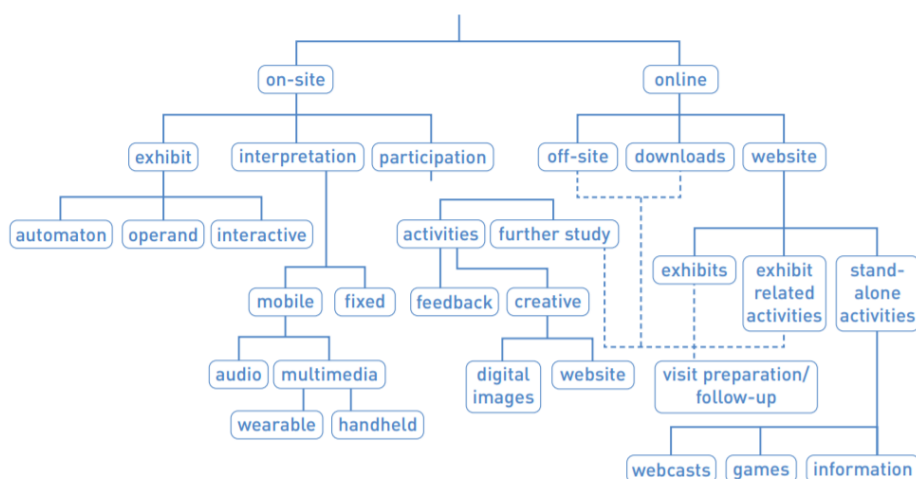 on-site
online
exhibit
interpretation
participation
off-site
downloads
website
automaton
operand
interactive
activities
further study
exhibits
exhibit
related
activities
stand-
alone
activities
mobile
fixed
feedback
creative
audio
multimedia
digital
images
website
visit preparation/
follow-up
wearable
handheld
webcasts
games
information